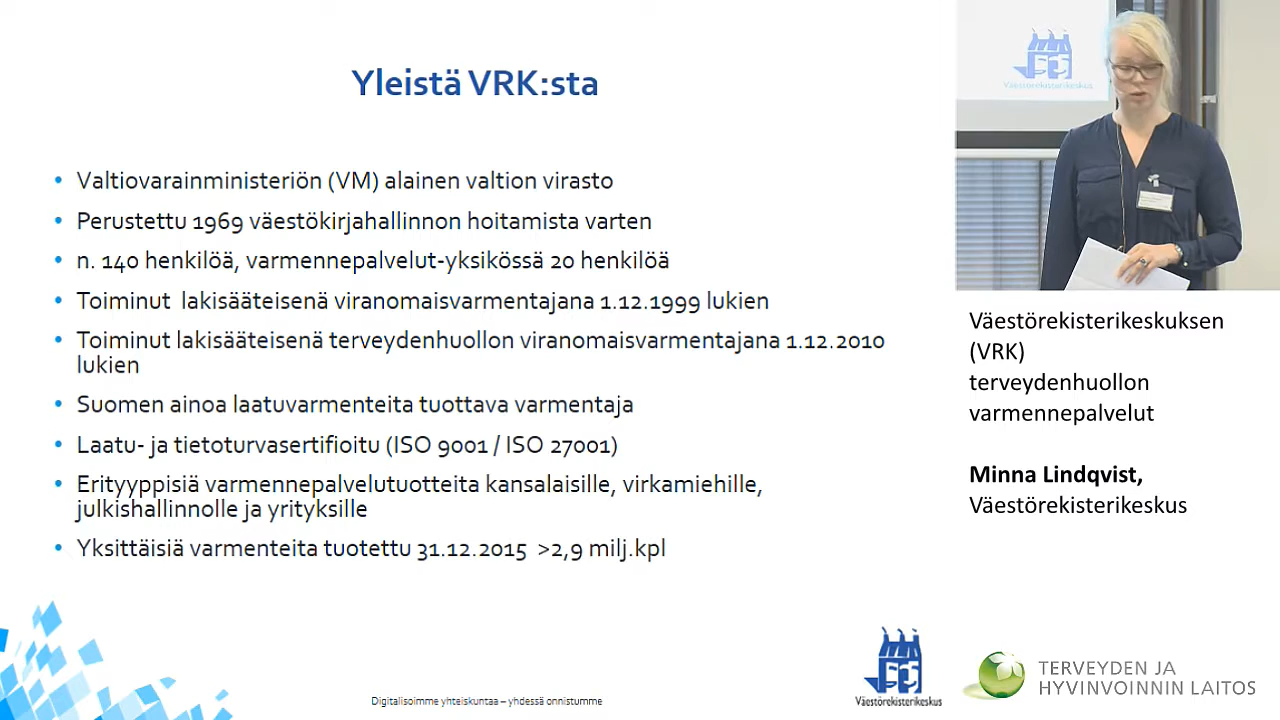 Yleistä VRK:sta
• Valtiovarainministeriön (VM) alainen valtion virasto
• Perustettu 1969 väestökirjahallinnon hoitamista varten
• n. 140 henkilöä, varmennepalvelut-yksikössä 20 henkilöä
• Toiminut lakisääteisenä viranomaisvarmentajana 1.12.1999 lukien
• Toiminut lakisääteisenä terveydenhuollon viranomaisvarmentajana 1.12.2010
lukien
• Suomen ainoa laatuvarmenteita tuottava varmentaja
• Laatu- ja tietoturvasertifioitu (ISO 9001 / ISO 27001)
• Erityyppisiä varmennepalvelutuotteita kansalaisille, virkamiehille,
julkishallinnolle ja yrityksille
• Yksittäisiä varmenteita tuotettu 31.12.2015 >2,9 milj.kpl
Digitalisoimme yhteiskuntaa – yhdessä onnistumme
Väestörekisterikeskus
Väestörekisterikeskus
Väestörekisterikeskuksen
(VRK)
terveydenhuollon
varmennepalvelut
Minna Lindqvist,
Väestörekisterikeskus
TERVEYDEN JA
HYVINVOINNIN LAITOS